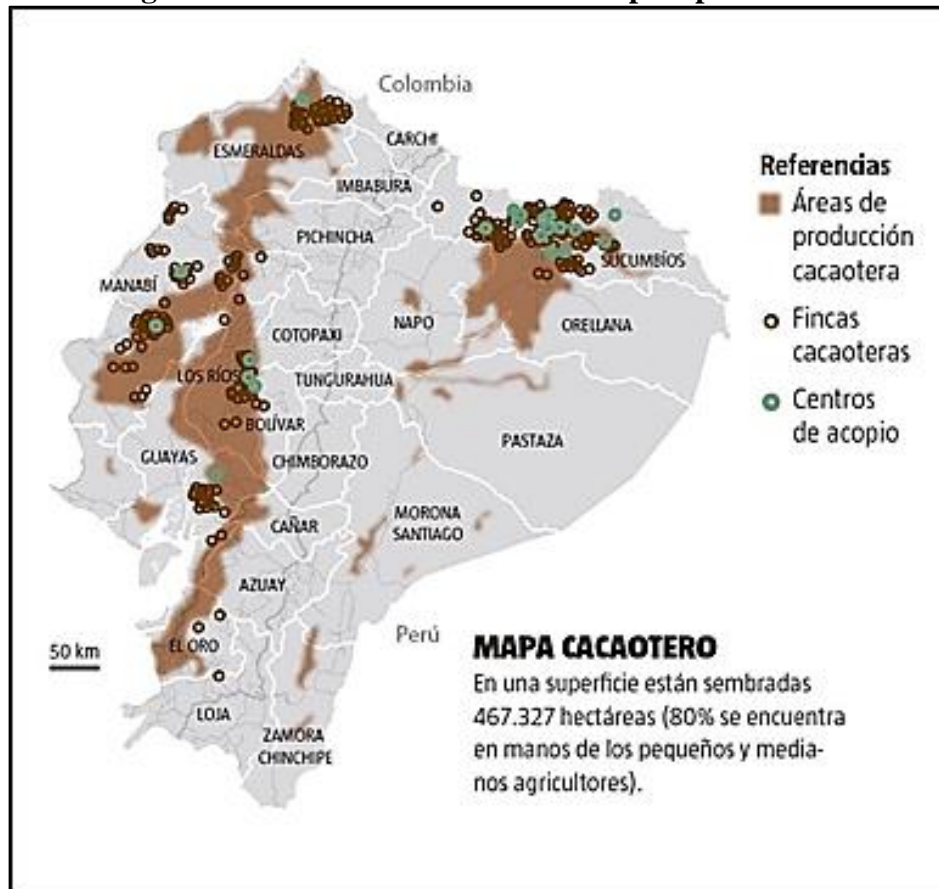 Colombia
CARCHI
ESMERALDAS
IMBABURA
PICHINCHA
MANABÍ
SUCUMBÍOS
NAPO
ORELLANA
COTOPAXI
LOS RÍOS
TUNGURAHUA
BOLÍVAR
PASTAZA
GUAYAS
CHIMBORAZO
MORONA
SANTIAGO
CAÑAR
AZUAY
Perú
EL ORO
50 km
LOJA
ZAMORA
CHINCHIPE
Referencias
Áreas de
producción
cacaotera
Fincas
cacaoteras
Centros
de acopio
MAPA CACAOTERO
En una superficie están sembradas
467.327 hectáreas (80% se encuentra
en manos de los pequeños y media-
nos agricultores).